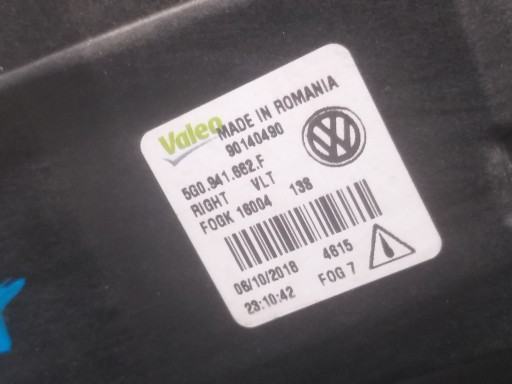 Valeo MADE IN ROMANIA
90140490
5G0.941.662.F
RIGHT VLT
FOGK 16004 138
06/10/2016 4615
23:10:42 FOG 7